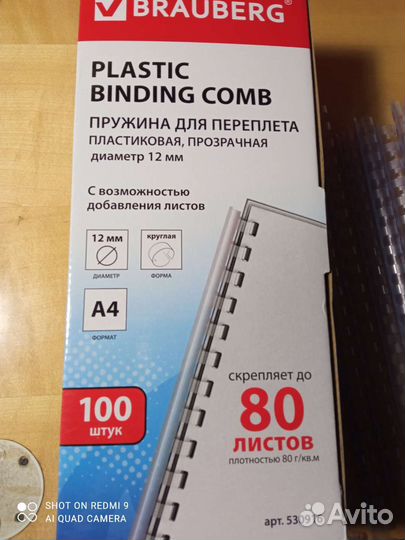 BRAUBERG®
PLASTIC
BINDING COMB
ПРУЖИНА ДЛЯ ПЕРЕПЛЕТА
ПЛАСТИКОВАЯ, ПРОЗРАЧНАЯ
диаметр 12 мм
С возможностью
добавления листов
12 мм
ДИАМЕТР
круглая
ФОРМА
A4
ФОРМАТ
100
штук
скрепляет до
80
ЛИСТОВ
плотностью 80 г/кв.м
арт.
SHOT ON REDMI 9
AI QUAD CAMERA
Avito